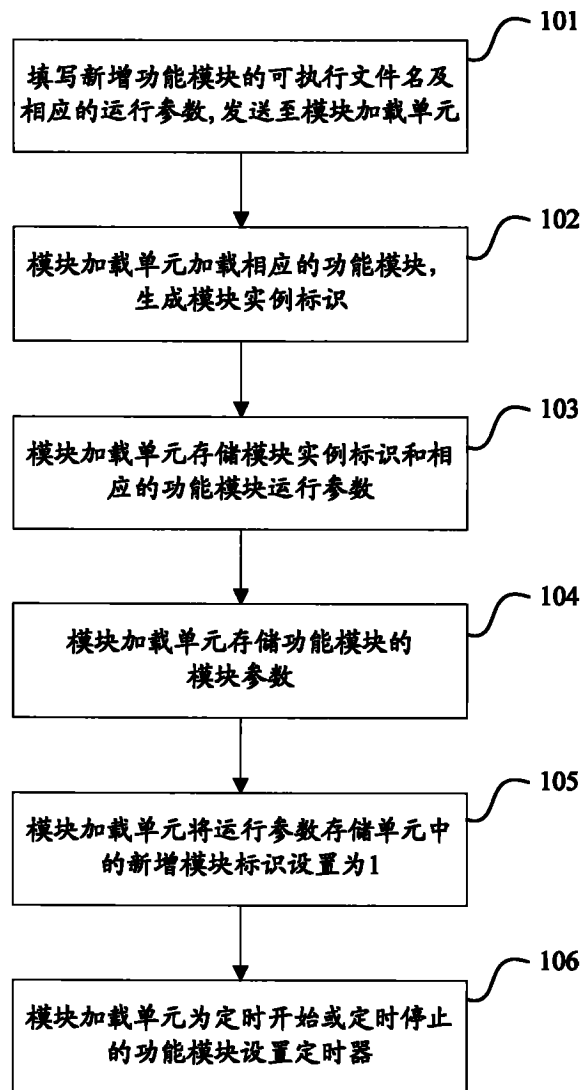 101
填写新增功能模块的可执行文件名及
相应的运行参数,发送至模块加载单元
102
模块加载单元加载相应的功能模块,
生成模块实例标识
103
模块加载单元存储模块实例标识和相
应的功能模块运行参数
104
模块加载单元存储功能模块的
模块参数
105
模块加载单元将运行参数存储单元中
的新增模块标识设置为1
106
模块加载单元为定时开始或定时停止
的功能模块设置定时器